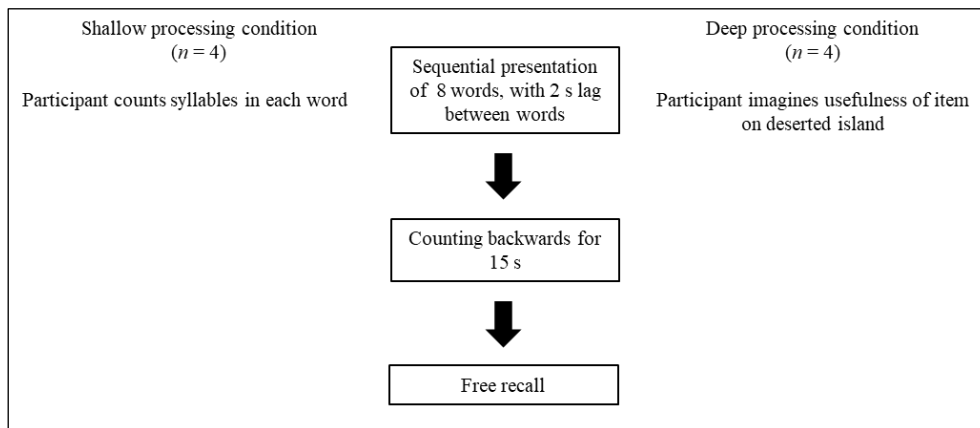 Shallow processing condition
(n = 4)
Participant counts syllables in each word
Sequential presentation
of 8 words, with 2 s lag
between words
Deep processing condition
(n = 4)
Participant imagines usefulness of item
on deserted island
Counting backwards for
15 s
Free recall